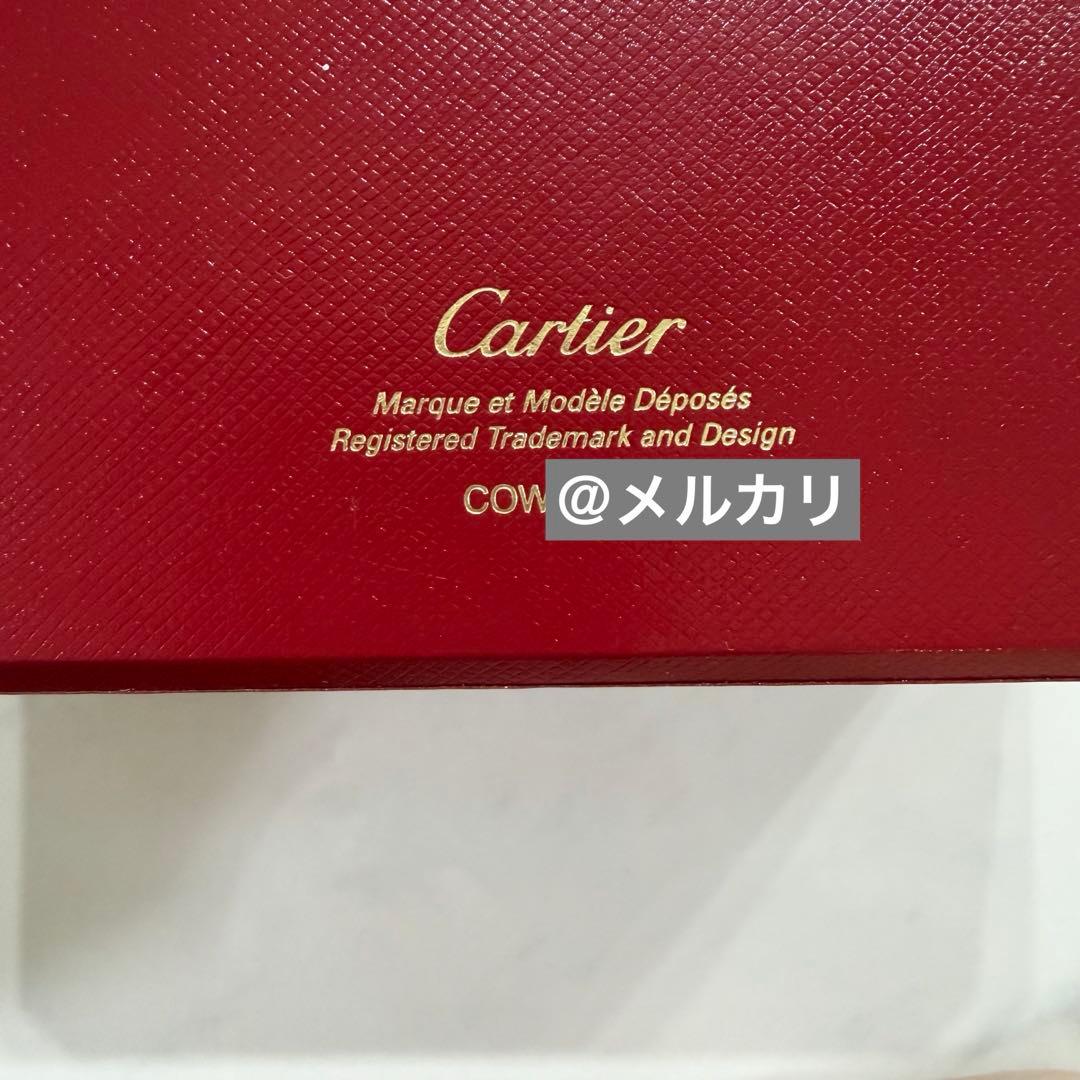 Cartier
Marque et Modèle Déposés
Registered Trademark and Design
COW @メルカリ